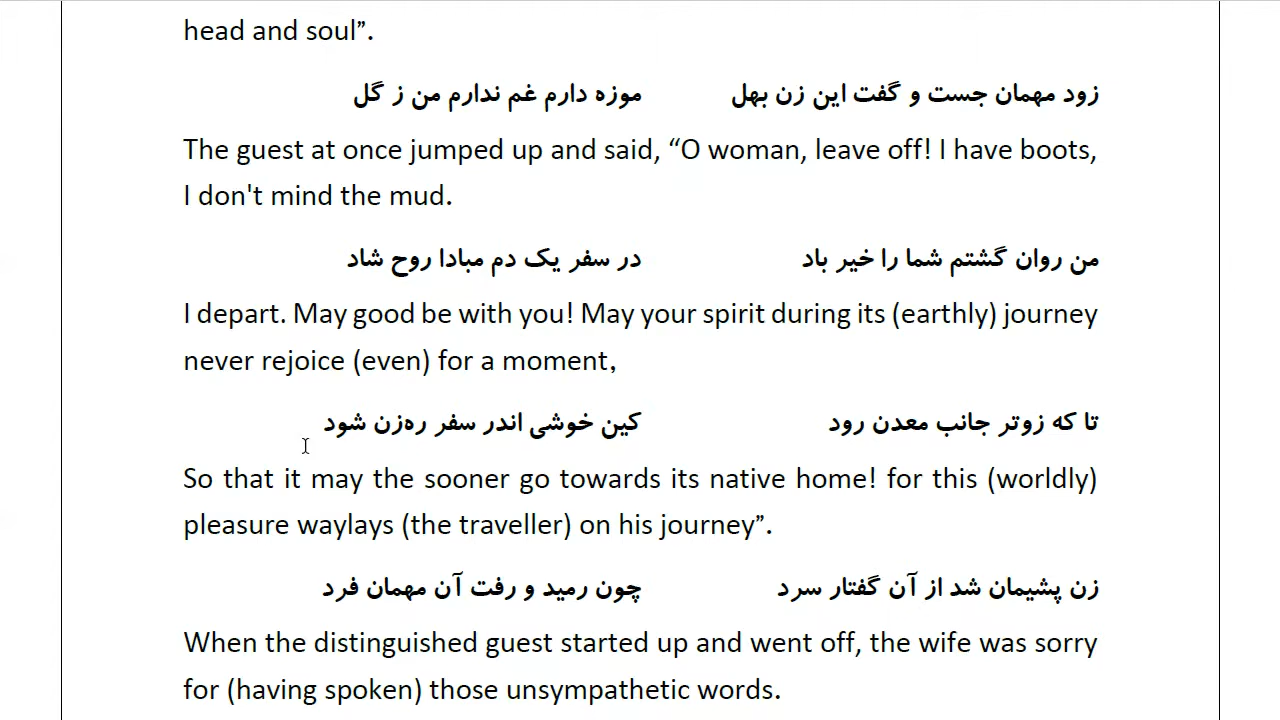 head and soul”.
زود مهمان جست و گفت این زن بهل موزه دارم غم ندارم من ز گل
The guest at once jumped up and said, “O woman, leave off! I have boots,
I don't mind the mud.
من روان گشتم شما را خیر باد در سفر یک دم مبادا روح شاد
I depart. May good be with you! May your spirit during its (earthly) journey
never rejoice (even) for a moment,
تا که زوتر جانب معدن رود کین خوشی اندر سفر ره‌زن شود
So that it may the sooner go towards its native home! for this (worldly)
pleasure waylays (the traveller) on his journey”.
زن پشیمان شد از آن گفتار سرد چون رمید و رفت آن مهمان فرد
When the distinguished guest started up and went off, the wife was sorry
for (having spoken) those unsympathetic words.